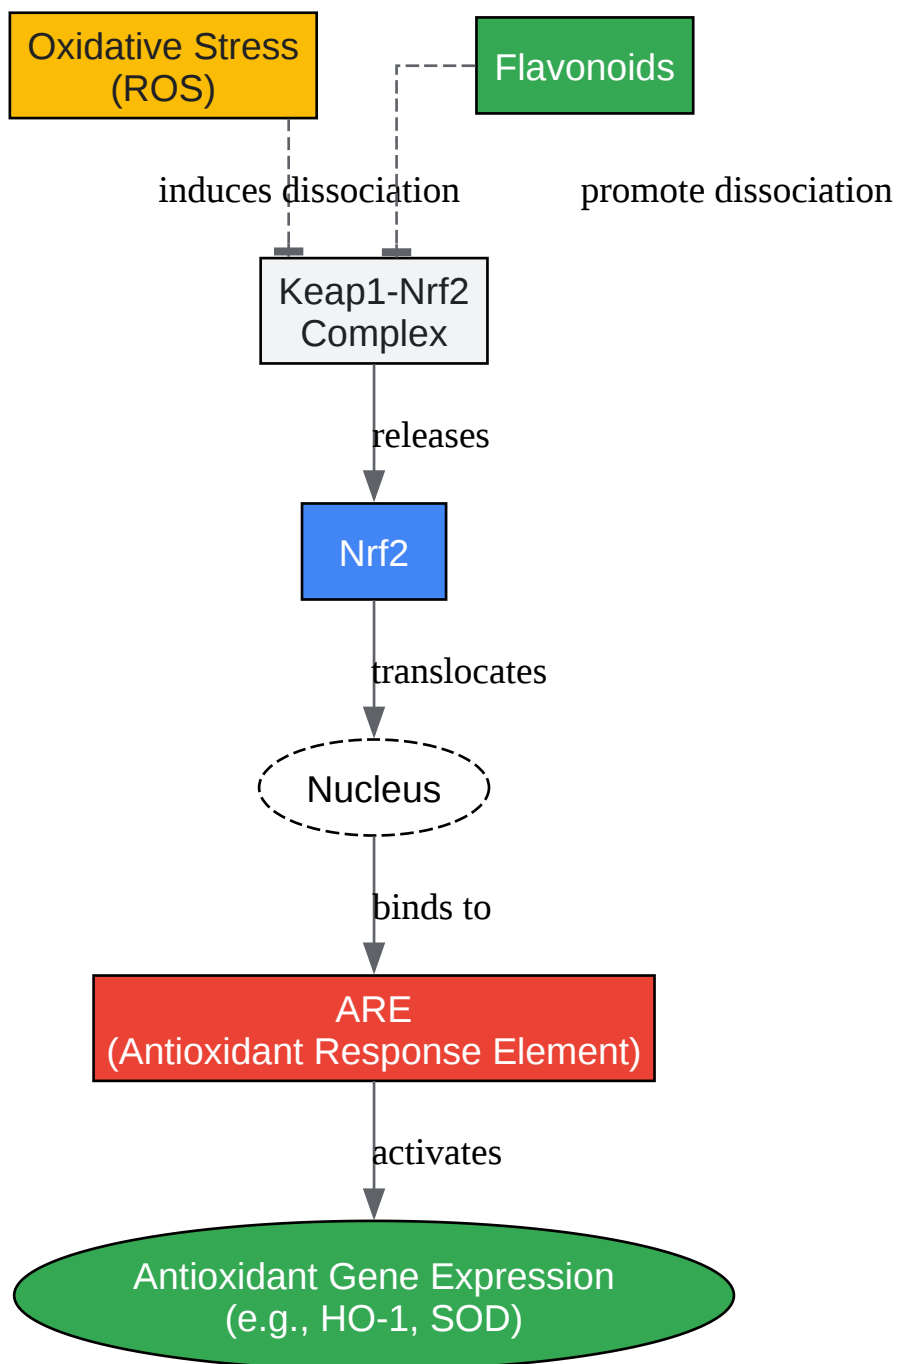 Oxidative Stress
(ROS)
Flavonoids
induces dissociation
promote dissociation
Keap1-Nrf2
Complex
releases
Nrf2
translocates
Nucleus
binds to
ARE
(Antioxidant Response Element)
activates
Antioxidant Gene Expression
(e.g., HO-1, SOD)